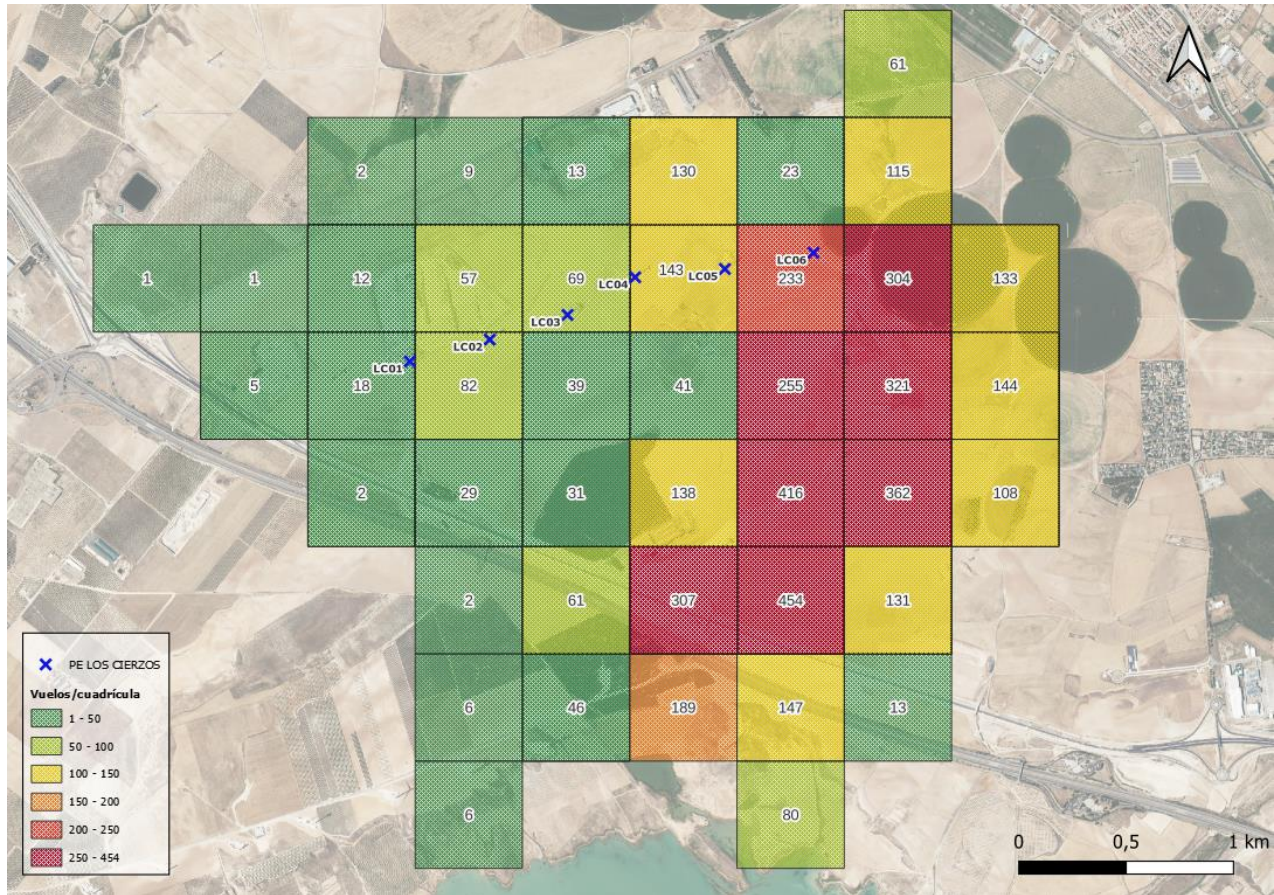 61
2 9 13 130 23 115
1 1 12 57 69 143 233 304 133
LC06
LC05
LC04
LC03
LC02
LC01
5 18 82 39 41 255 321 144
2 29 31 138 416 362 108
2 61 307 454 131
6 46 189 147 13
6 80
PE LOS CIERZOS
Vuelos/cuadrícula
1 - 50
50 - 100
100 - 150
150 - 200
200 - 250
250 - 454
0 0,5 1 km